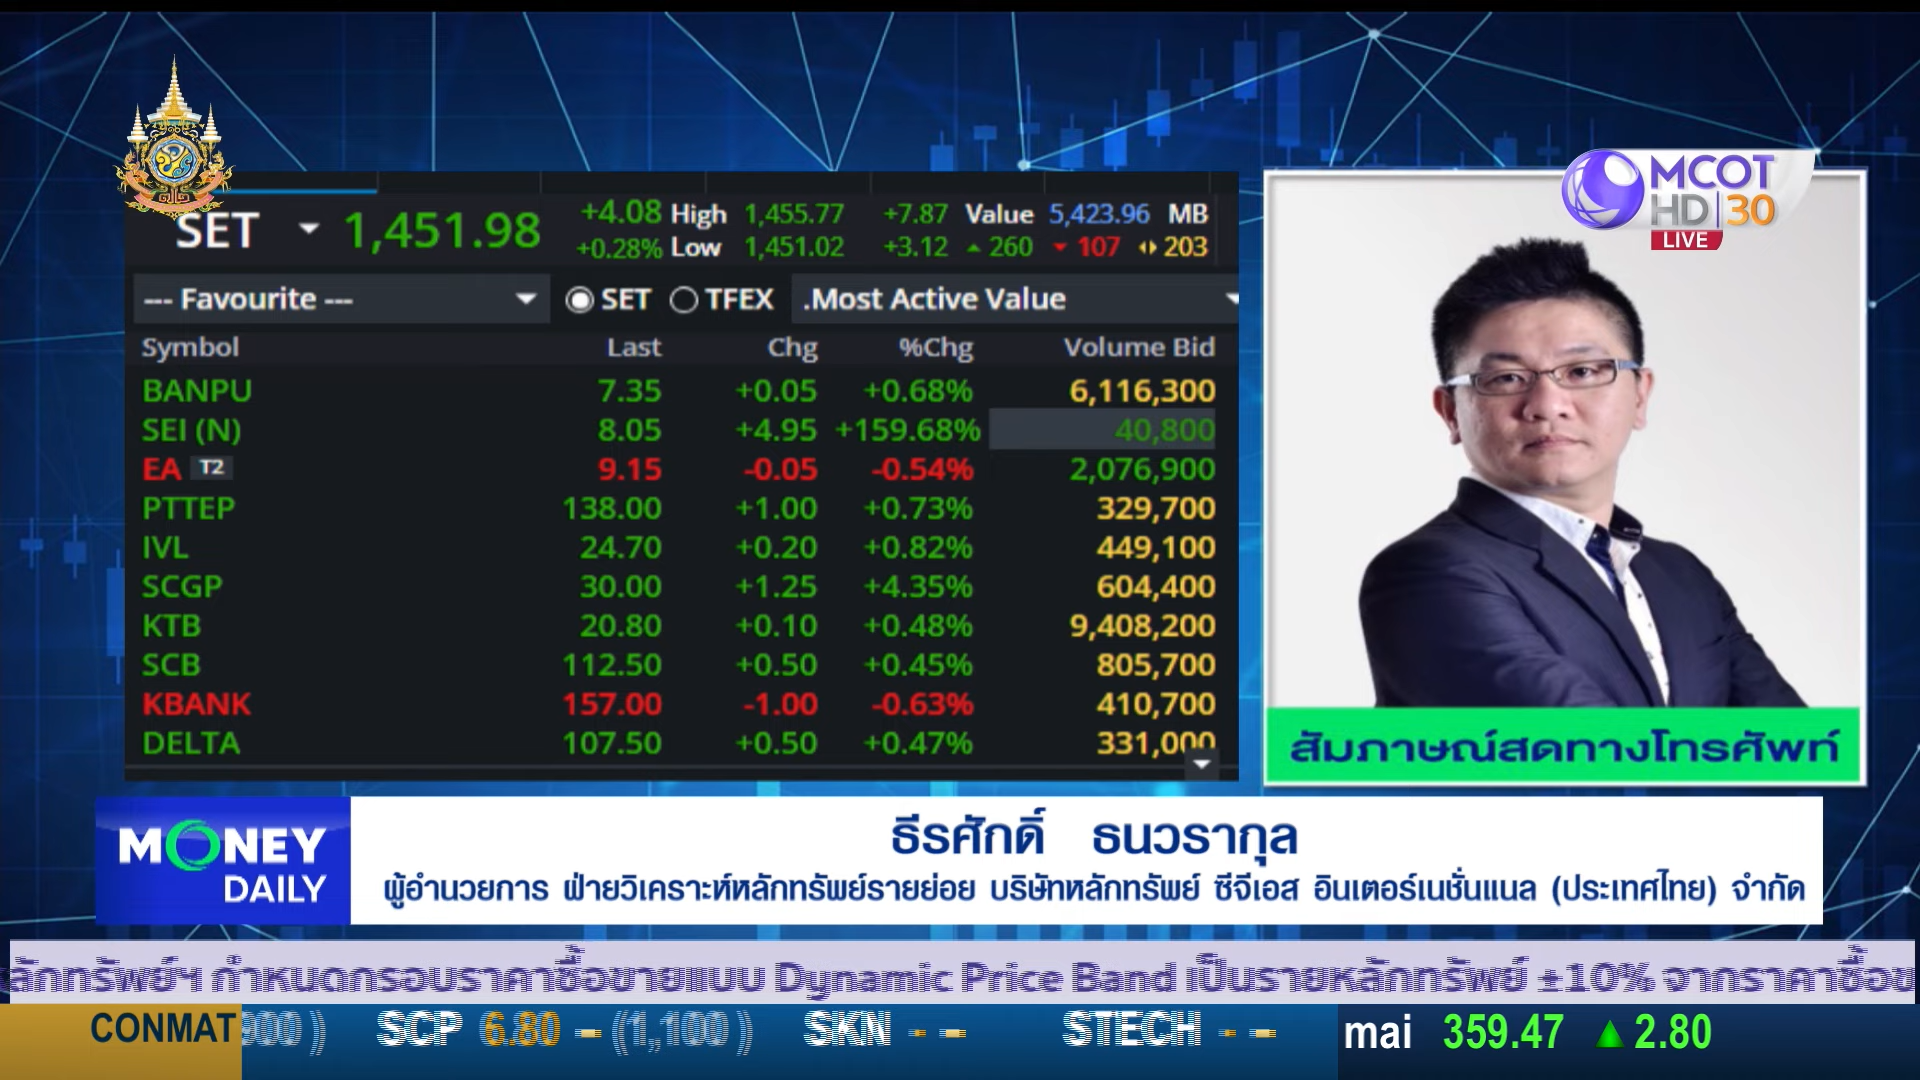 MCOT
HD 30
LIVE
SET 1,451.98 +4.08 High 1,455.77 +7.87 Value 5,423.96 MB
+0.28% Low 1,451.02 +3.12 260 107 203
--- Favourite --- SET TFEX .Most Active Value
Symbol Last Chg %Chg Volume Bid
BANPU 7.35 +0.05 +0.68% 6,116,300
SEI (N) 8.05 +4.95 +159.68% 40,800
EA T2 9.15 -0.05 -0.54% 2,076,900
PTTEP 138.00 +1.00 +0.73% 329,700
IVL 24.70 +0.20 +0.82% 449,100
SCGP 30.00 +1.25 +4.35% 604,400
KTB 20.80 +0.10 +0.48% 9,408,200
SCB 112.50 +0.50 +0.45% 805,700
KBANK 157.00 -1.00 -0.63% 410,700
DELTA 107.50 +0.50 +0.47% 331,000
สัมภาษณ์สดทางโทรศัพท์
MONEY
DAILY
ธีรศักดิ์ ธนวรากุล
ผู้อำนวยการ ฝ่ายวิเคราะห์หลักทรัพย์รายย่อย บริษัทหลักทรัพย์ ซีจีเอส อินเตอร์เนชั่นแนล (ประเทศไทย) จำกัด
ลักทรัพย์ฯ กำหนดกรอบราคาซื้อขายแบบ Dynamic Price Band เป็นรายหลักทรัพย์ ±10% จากราคาซื้อข
CONMAT 900 ) SCP 6.80 – (1,100 ) SKN - – STECH - – mai 359.47 ▲ 2.80